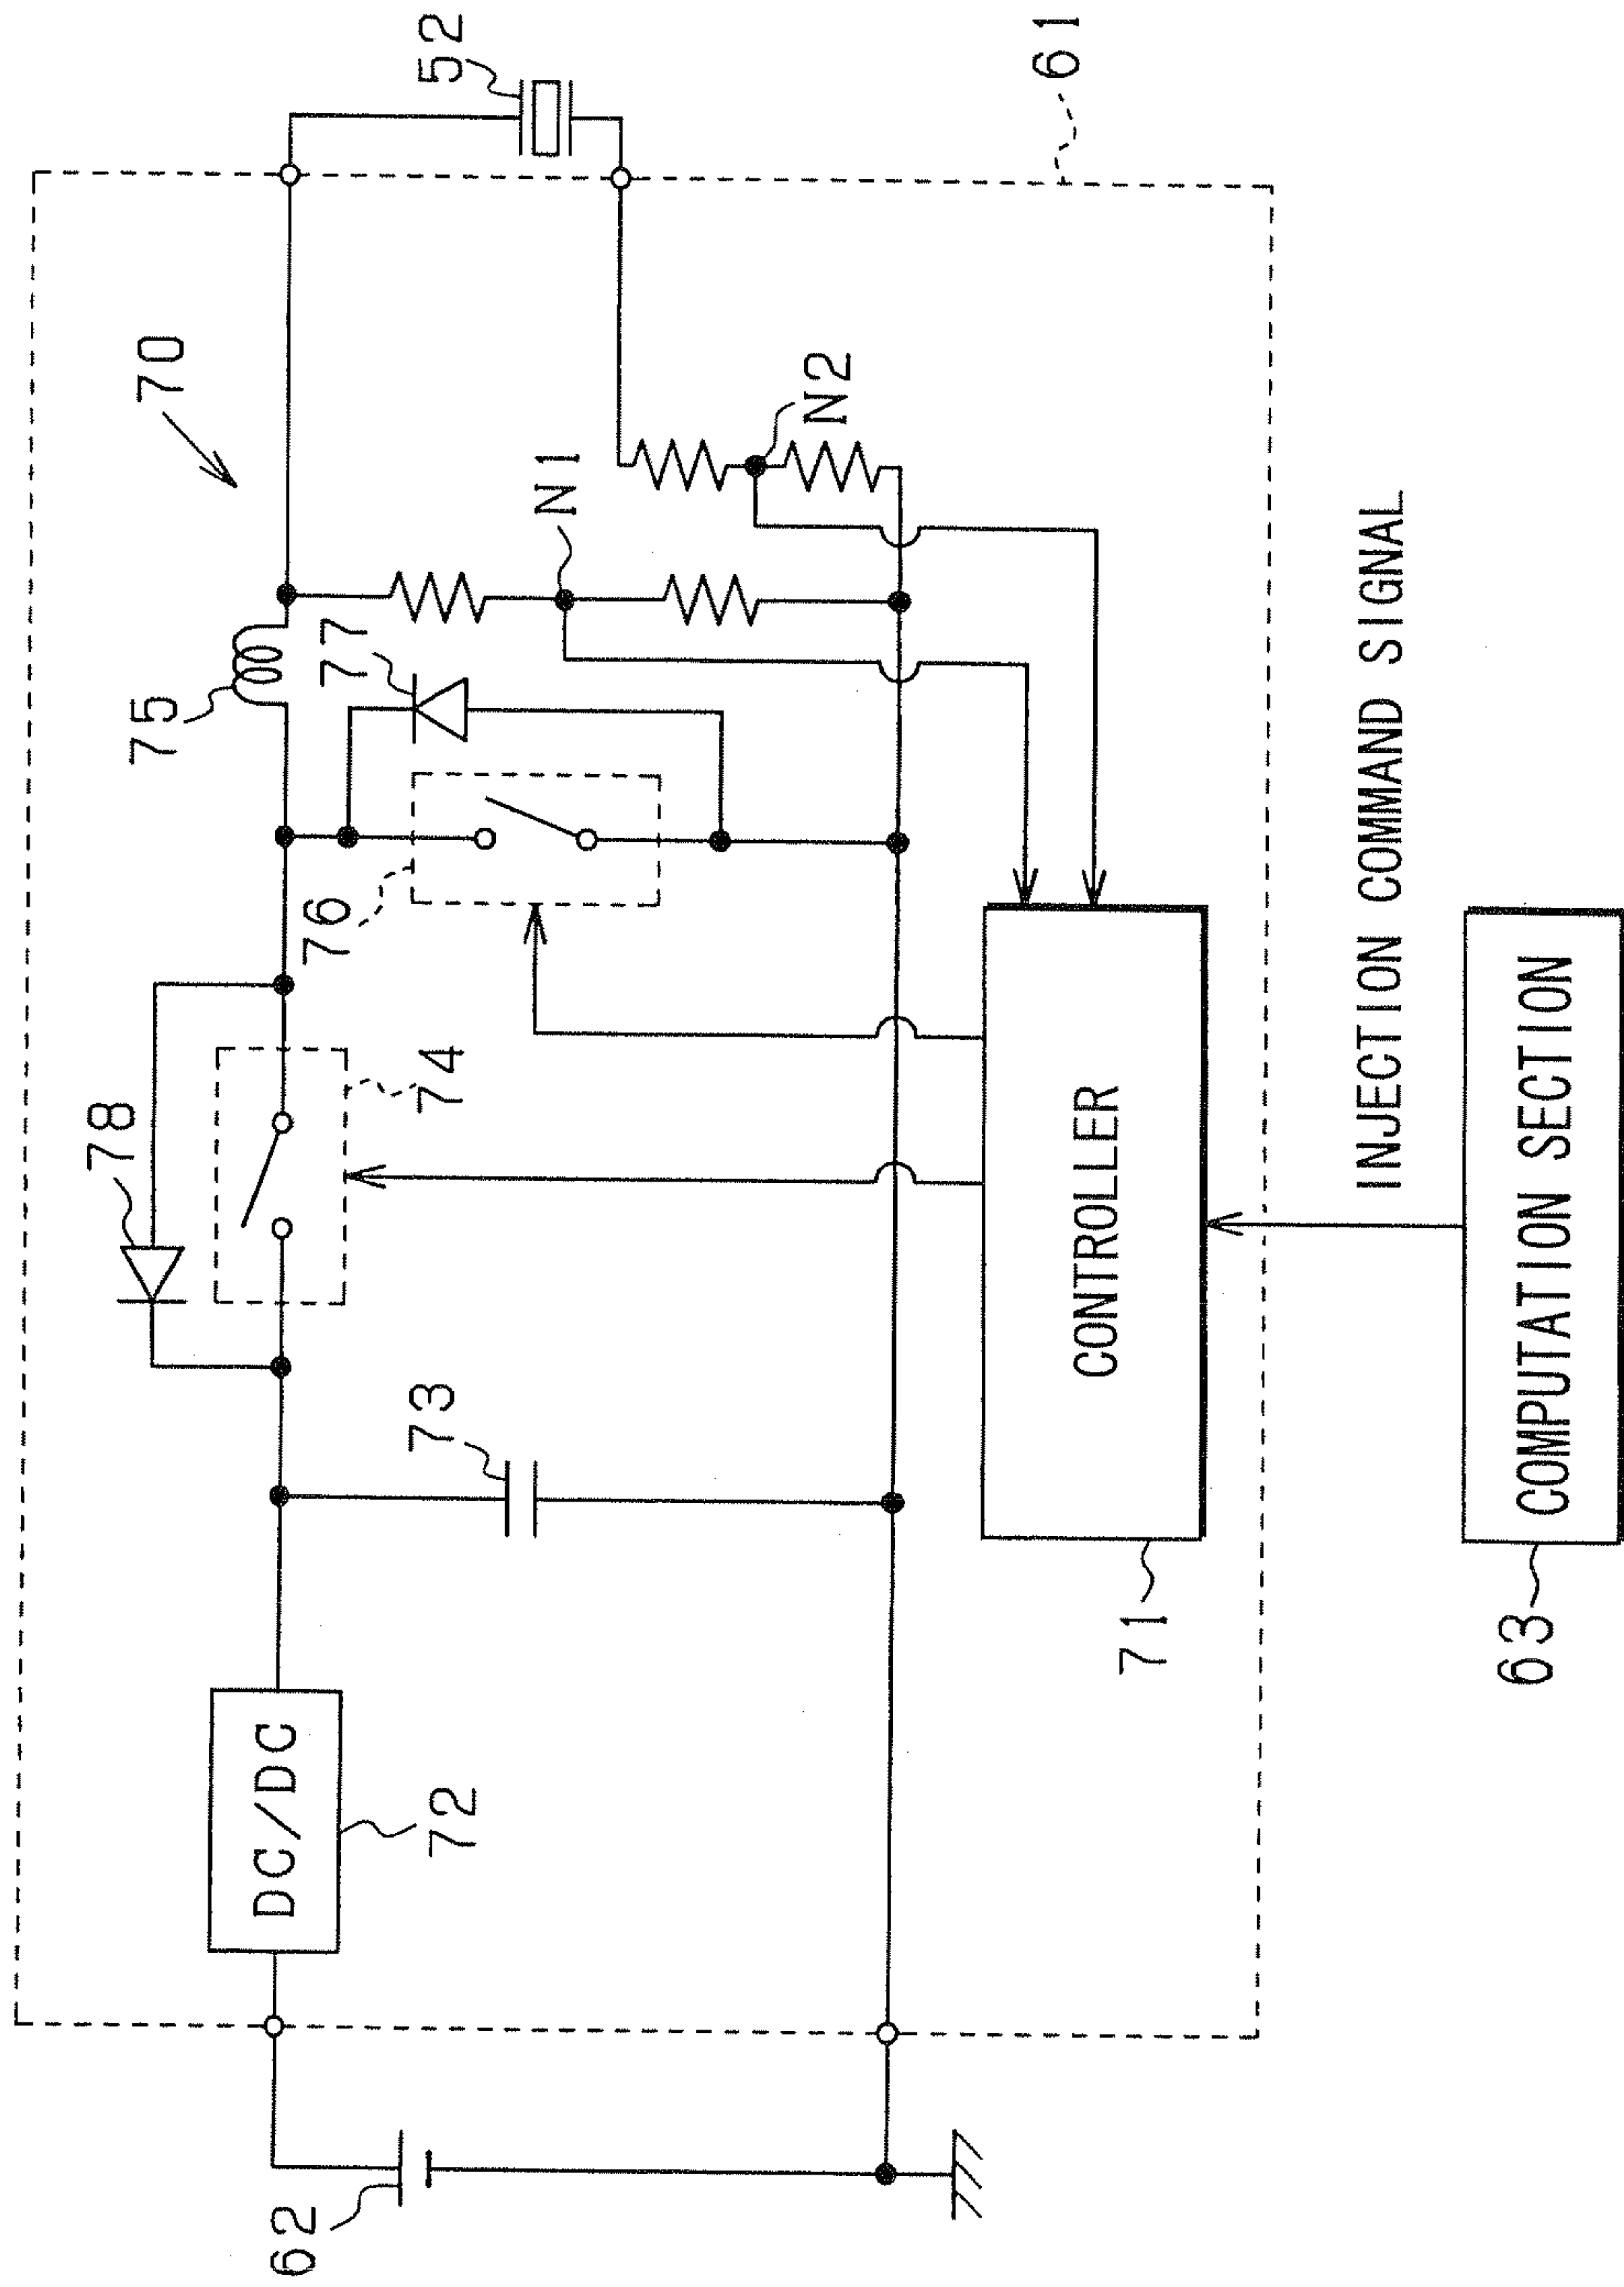 70
78
75
77
52
74
76
N1
N2
DC/DC
72
73
62
61
CONTROLLER
71
INJECTION COMMAND SIGNAL
COMPUTATION SECTION
63